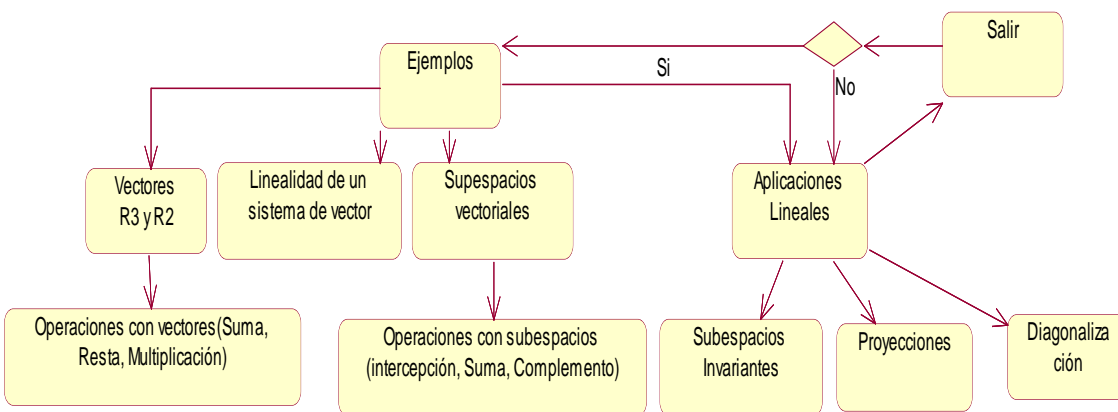 Salir
Ejemplos
Si
No
Vectores
R3 y R2
Linealidad de un
sistema de vector
Supespacios
vectoriales
Aplicaciones
Lineales
Operaciones con vectores(Suma,
Resta, Multiplicación)
Operaciones con subespacios
(intercepción, Suma, Complemento)
Subespacios
Invariantes
Proyecciones
Diagonaliza
ción